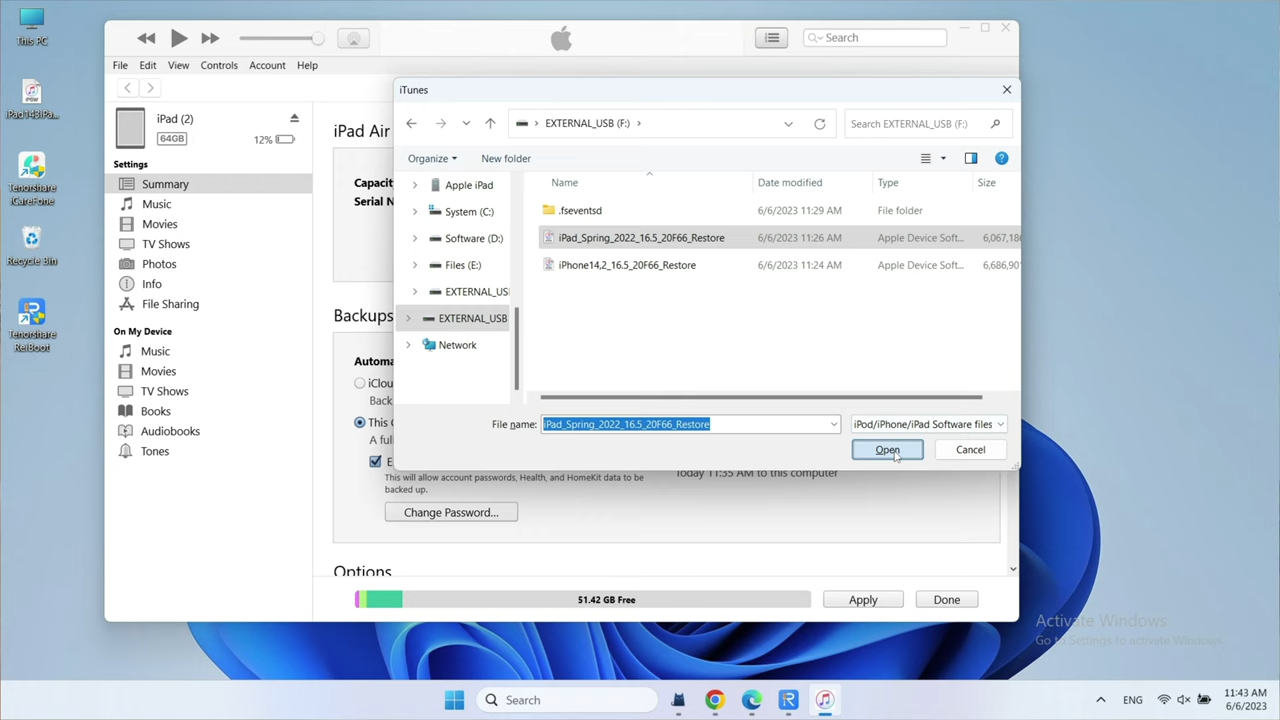 This PC
iPad143iPa...
Tenorshare
iCareFone
Recycle Bin
Tenorshare
ReiBoot
Search
File Edit View Controls Account Help
iPad (2)
64GB
12%
Settings
Summary
Music
Movies
TV Shows
Photos
Info
File Sharing
On My Device
Music
Movies
TV Shows
Books
Audiobooks
Tones
iPad Air
Capacity
Serial N
Backups
Automa
iClou
Back
This C
A full
E
This will allow account passwords, Health, and HomeKit data to be
backed up.
Change Password...
Today 11:35 AM to this computer
Options
51.42 GB Free
Apply
Done
iTunes
EXTERNAL_USB (F:)
Search EXTERNAL_USB (F:)
Organize
New folder
Apple iPad
System (C:)
Software (D:)
Files (E:)
EXTERNAL_USB
EXTERNAL_USB
Network
Name Date modified Type Size
.fseventsd 6/6/2023 11:29 AM File folder
iPad_Spring_2022_16.5_20F66_Restore 6/6/2023 11:26 AM Apple Device Soft... 6,067,186
iPhone14,2_16.5_20F66_Restore 6/6/2023 11:24 AM Apple Device Soft... 6,686,901
File name: iPad_Spring_2022_16.5_20F66_Restore
iPod/iPhone/iPad Software files
Open
Cancel
Activate Windows
Go to Settings to activate Windows.
Search
ENG
11:43 AM
6/6/2023